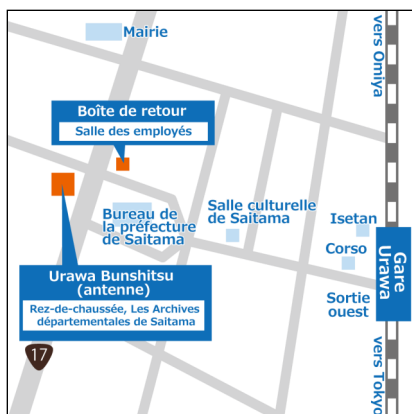 Mairie
vers Omiya
Boîte de retour
Salle des employés
Bureau de
la préfecture
de Saitama
Salle culturelle
de Saitama
Isetan
Corso
Gare
Urawa
Sortie
ouest
Urawa Bunshitsu
(antenne)
Rez-de-chaussée, Les Archives
départementales de Saitama
17
vers Tokyo